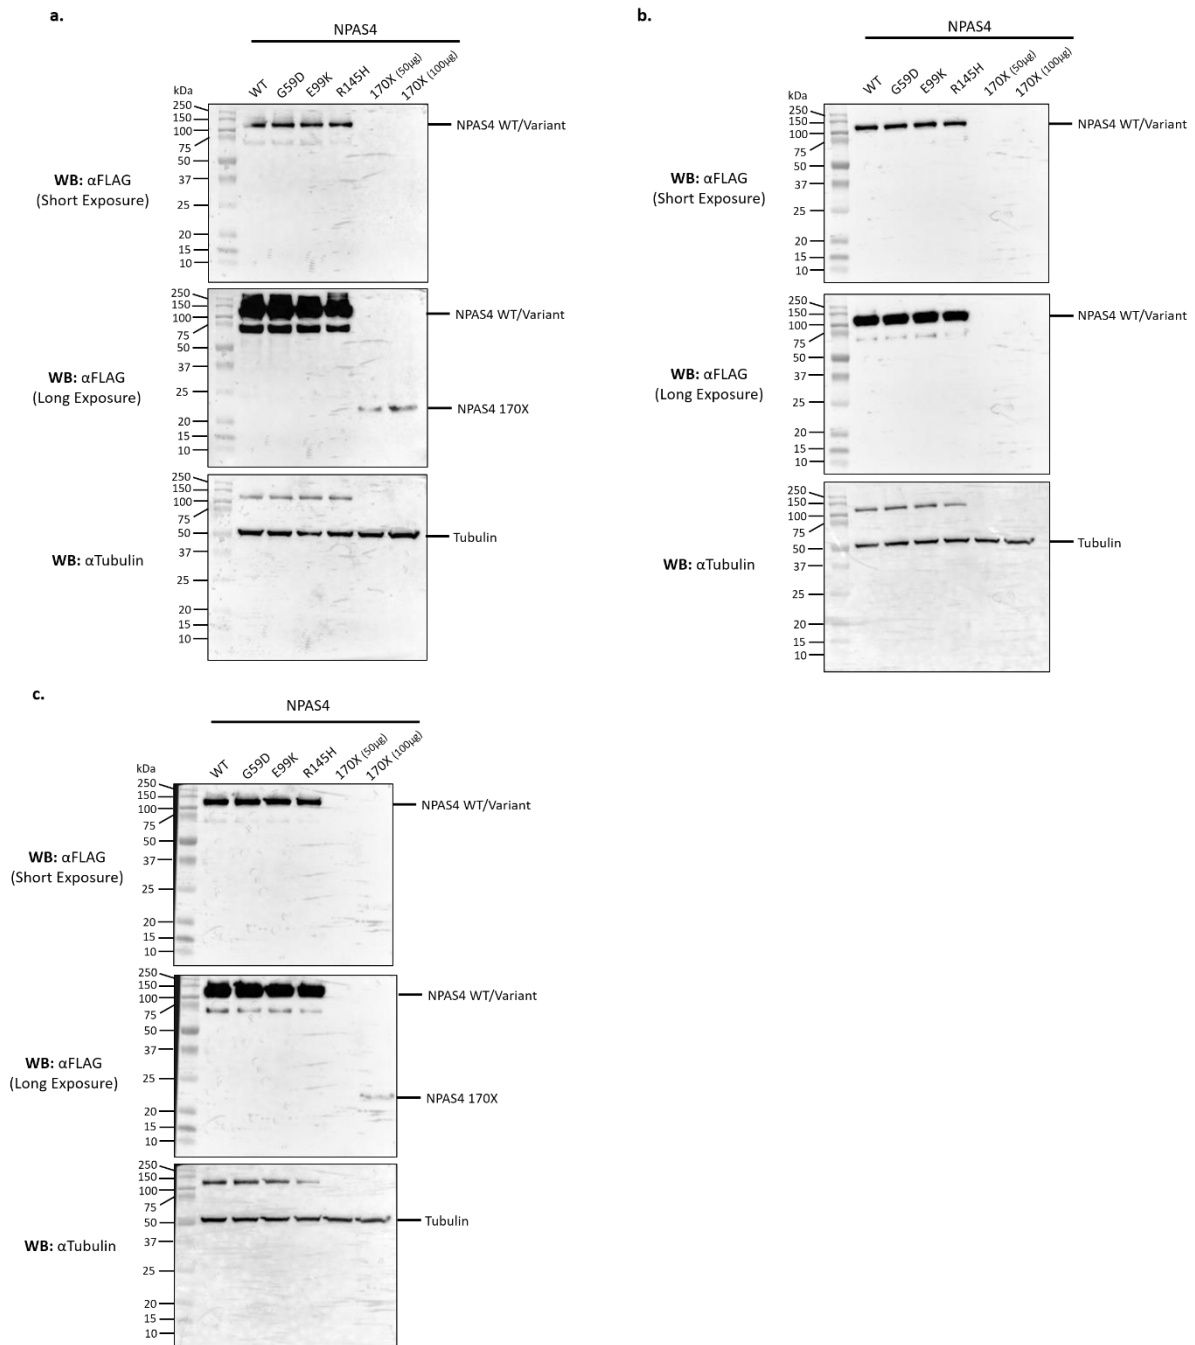 a.
NPAS4
WT G59D E99K R145H 170X (50µg) 170X (100µg)
kDa
250
150
100
75
50
37
25
20
15
10
WB: αFLAG
(Short Exposure)
NPAS4 WT/Variant
250
150
100
75
50
37
25
20
15
10
WB: αFLAG
(Long Exposure)
NPAS4 WT/Variant
NPAS4 170X
250
150
100
75
50
37
25
20
15
10
WB: αTubulin
Tubulin
b.
NPAS4
WT G59D E99K R145H 170X (50µg) 170X (100µg)
kDa
250
150
100
75
50
37
25
20
15
10
WB: αFLAG
(Short Exposure)
NPAS4 WT/Variant
250
150
100
75
50
37
25
20
15
10
WB: αFLAG
(Long Exposure)
NPAS4 WT/Variant
250
150
100
75
50
37
25
20
15
10
WB: αTubulin
Tubulin
c.
NPAS4
WT G59D E99K R145H 170X (50µg) 170X (100µg)
kDa
250
150
100
75
50
37
25
20
15
10
WB: αFLAG
(Short Exposure)
NPAS4 WT/Variant
250
150
100
75
50
37
25
20
15
10
WB: αFLAG
(Long Exposure)
NPAS4 WT/Variant
NPAS4 170X
250
150
100
75
50
37
25
20
15
10
WB: αTubulin
Tubulin